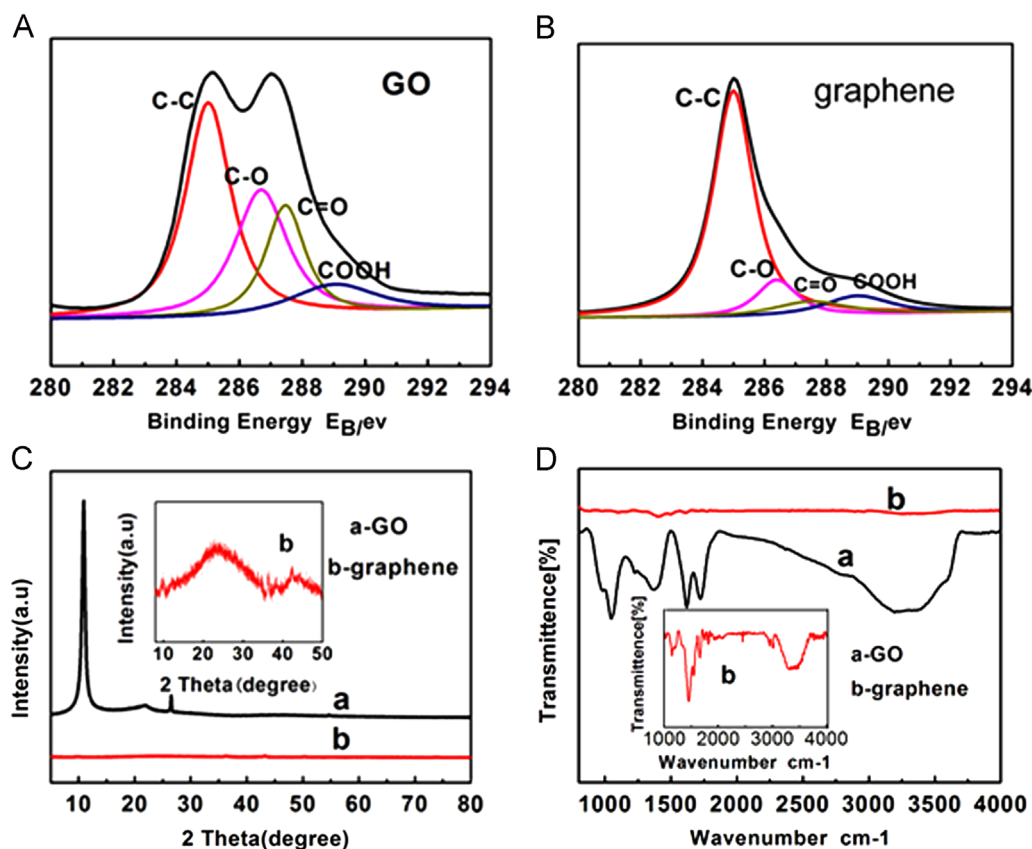 A
GO
C-C
C-O
C=O
COOH
280 282 284 286 288 290 292 294
Binding Energy EB/ev
B
graphene
C-C
C-O
C=O
COOH
280 282 284 286 288 290 292 294
Binding Energy EB/ev
C
Intensity(a.u)
Intensity(a.u)
b
a-GO
b-graphene
10 20 30 40 50
2 Theta(degree)
a
b
10 20 30 40 50 60 70 80
2 Theta(degree)
D
Transmittence[%]
b
a
Transmittence[%]
b
a-GO
b-graphene
1000 2000 3000 4000
Wavenumber cm-1
1000 1500 2000 2500 3000 3500 4000
Wavenumber cm-1